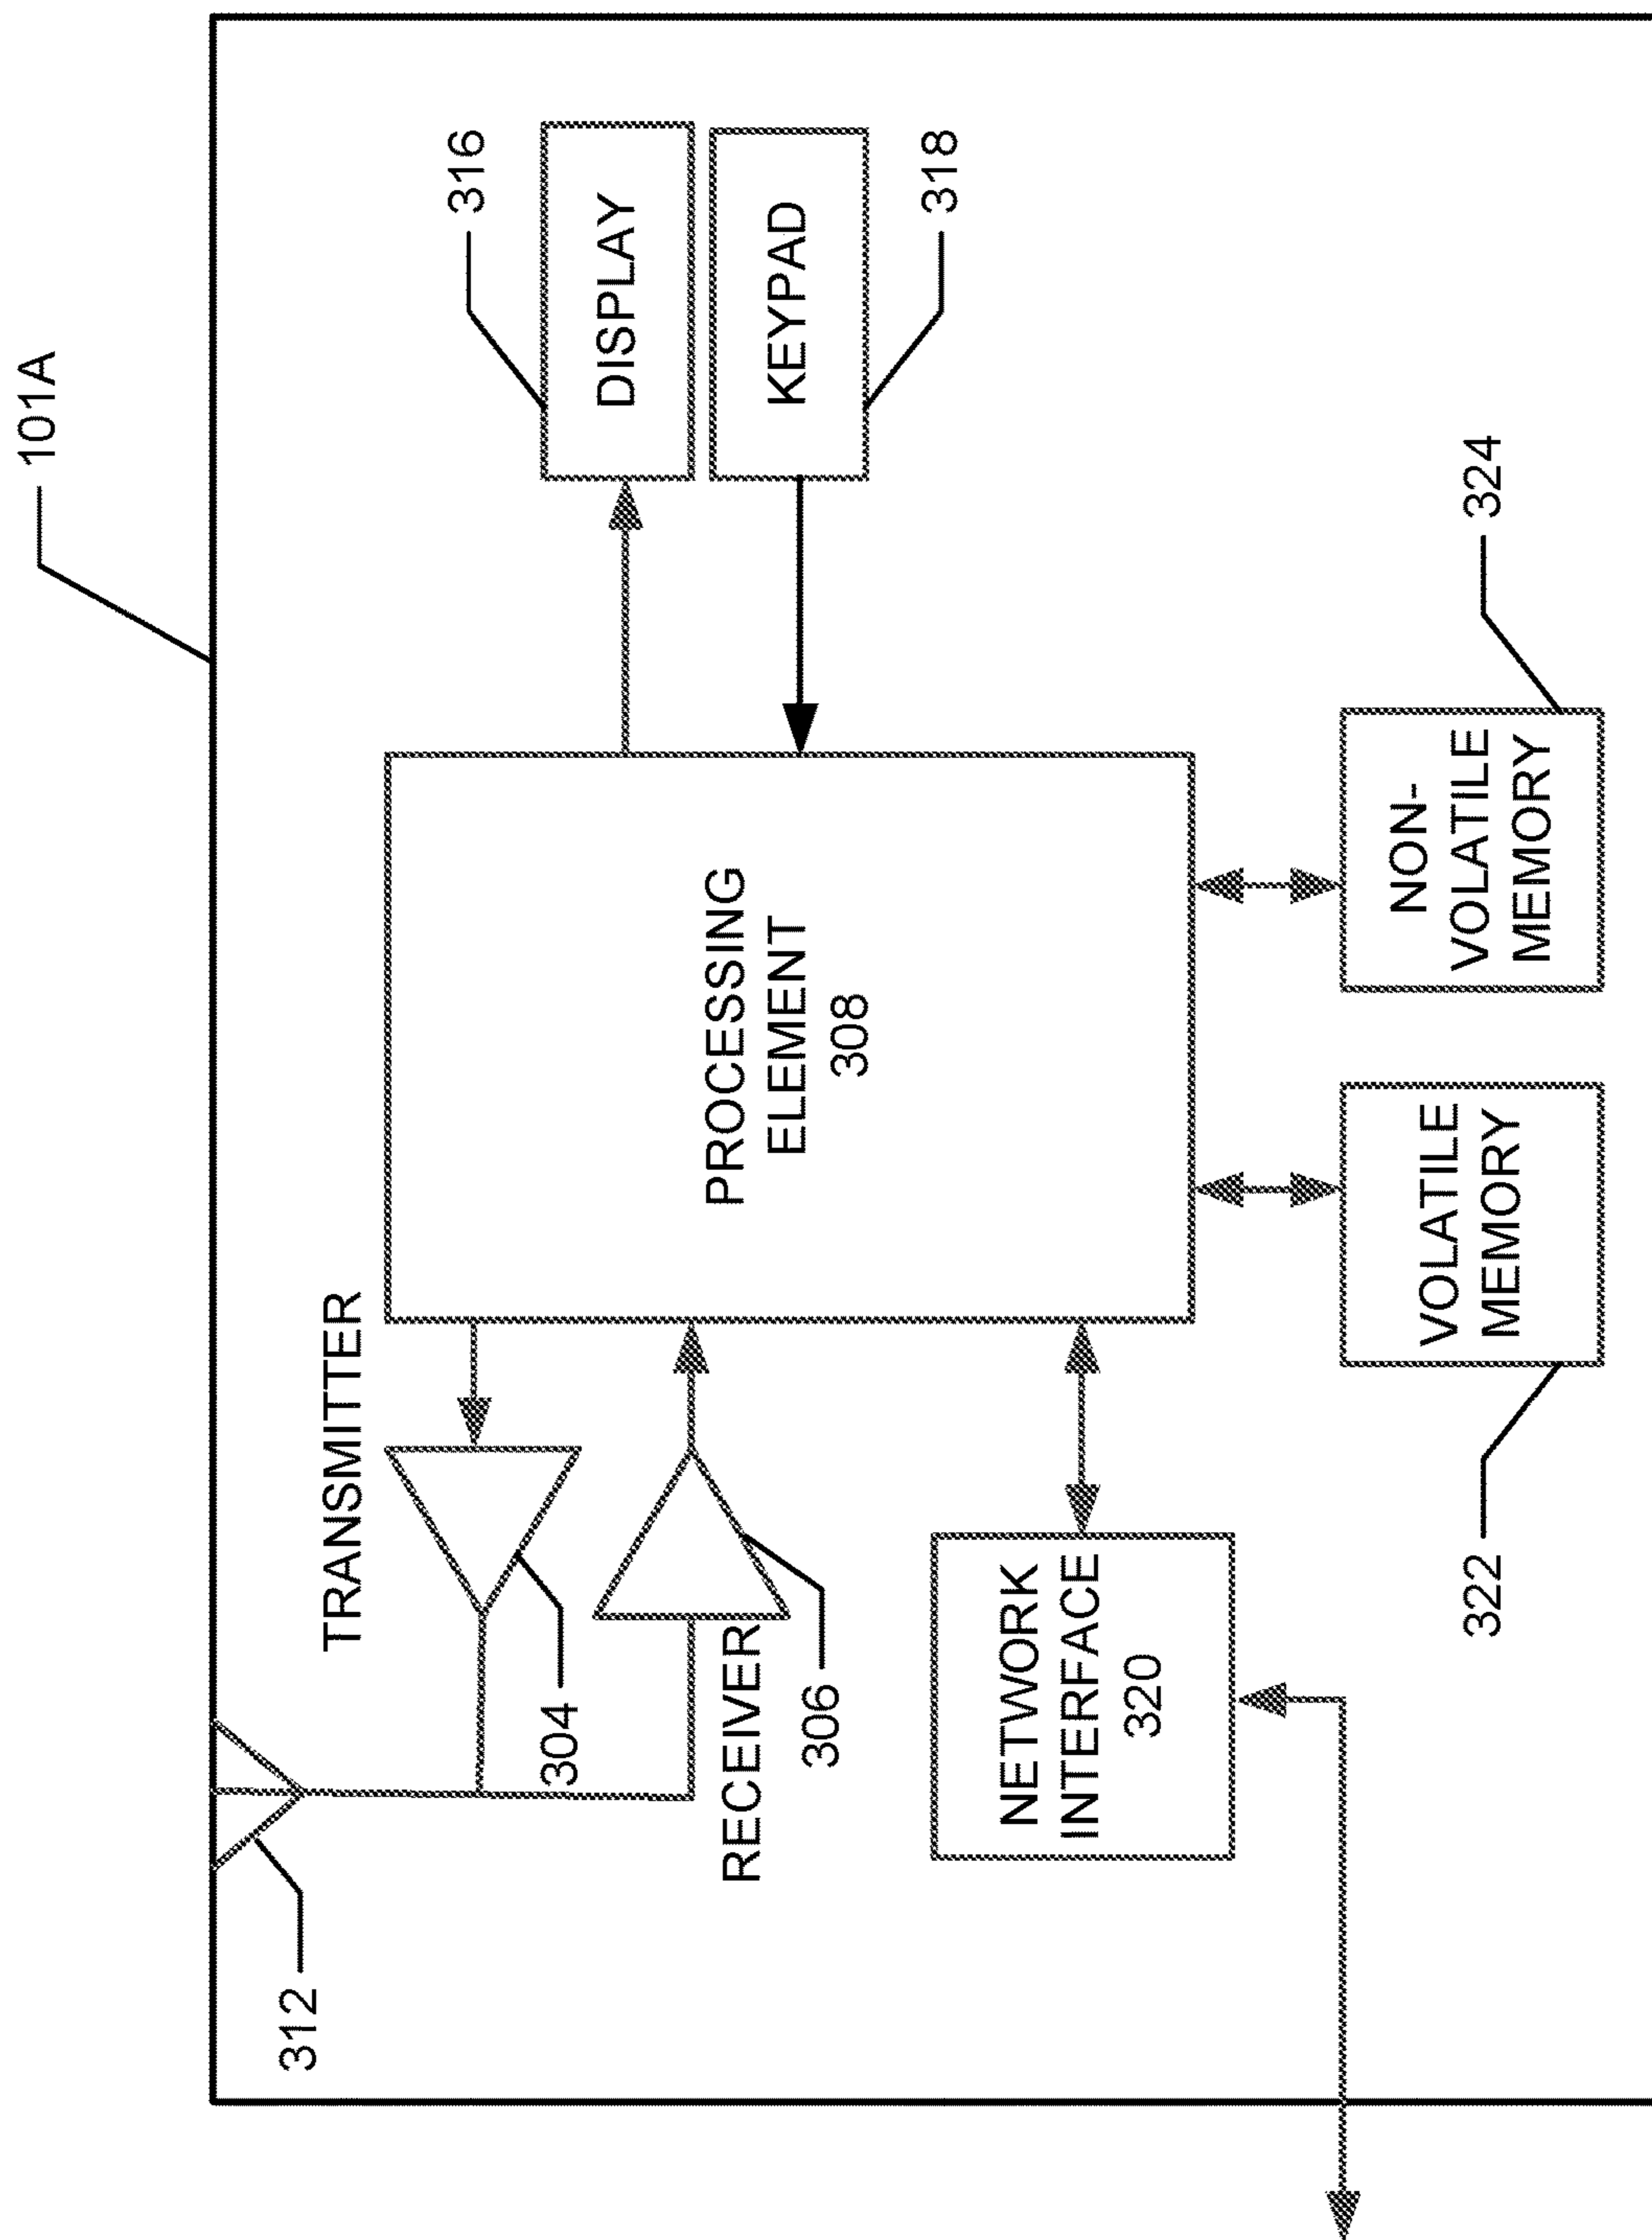 101A
312
TRANSMITTER
304
RECEIVER
306
PROCESSING
ELEMENT
308
316
DISPLAY
KEYPAD
318
NETWORK
INTERFACE
320
322
VOLATILE
MEMORY
NON-
VOLATILE
MEMORY
324